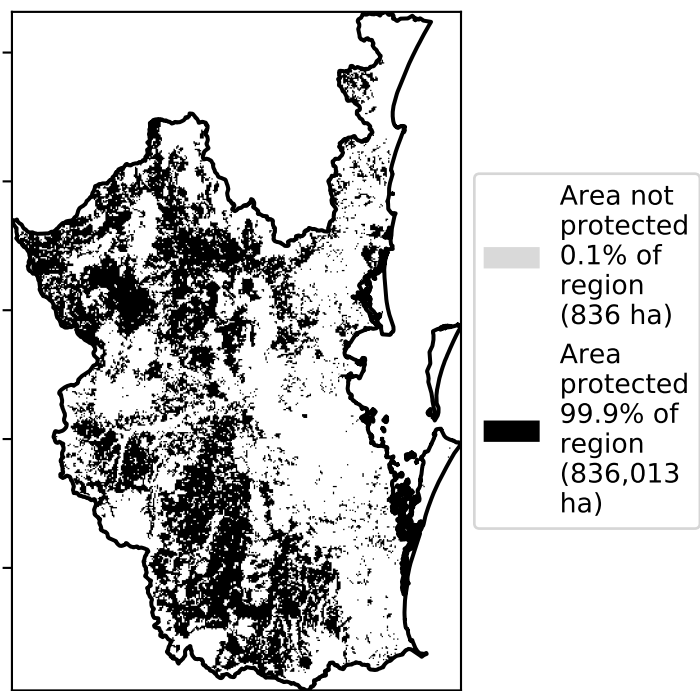 Area not
protected
0.1% of
region
(836 ha)
Area
protected
99.9% of
region
(836,013
ha)